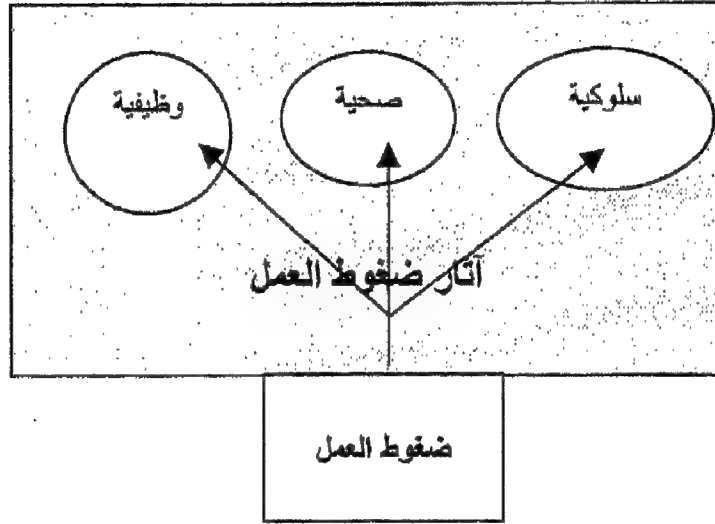 سلوكية
صحية
وظيفية
آثار ضغوط العمل
ضغوط العمل